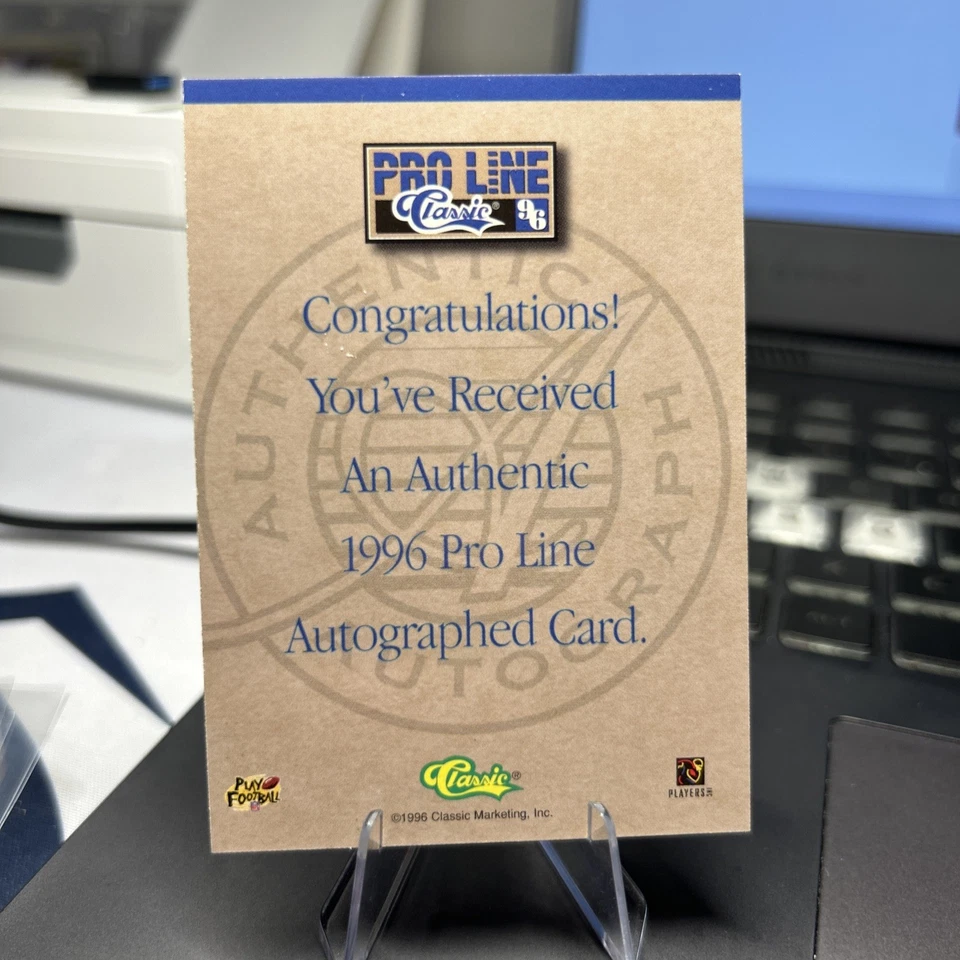 PRO LINE
Classic® 96
AUTHENTIC AUTOGRAPH
Congratulations!
You've Received
An Authentic
1996 Pro Line
Autographed Card.
PLAY
FOOTBALL
Classic®
PLAYERS
©1996 Classic Marketing, Inc.